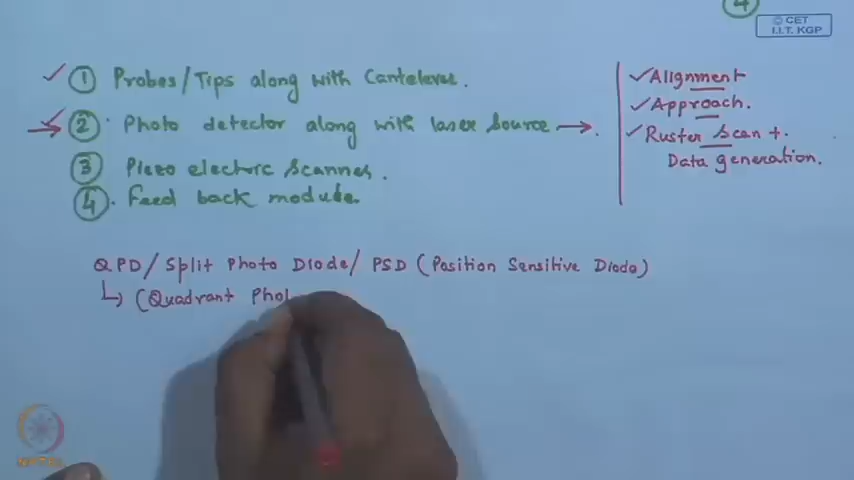 4
© CET
I.I.T. KGP
① Probes/Tips along with Cantelever.
② Photo detector along with laser source →
③ Piezo electric scanner.
④ Feed back module.
✓Alignment
✓Approach.
✓Ruster scan +
Data generation.
QPD/Split Photo Diode/ PSD (Position Sensitive Diode)
↳ (Quadrant Phot
NPTEL